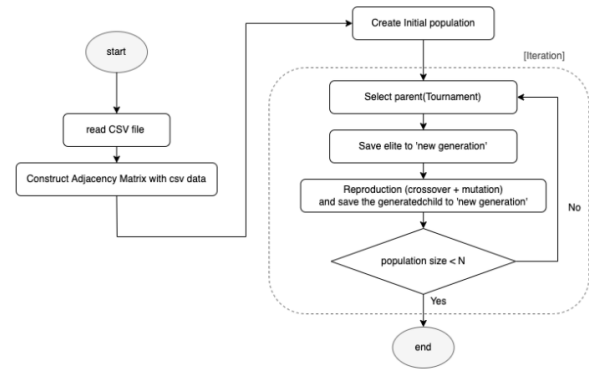 start
read CSV file
Construct Adjacency Matrix with csv data
Create Initial population
[Iteration]
Select parent(Tournament)
Save elite to 'new generation'
Reproduction (crossover + mutation)
and save the generatedchild to 'new generation'
No
population size < N
Yes
end